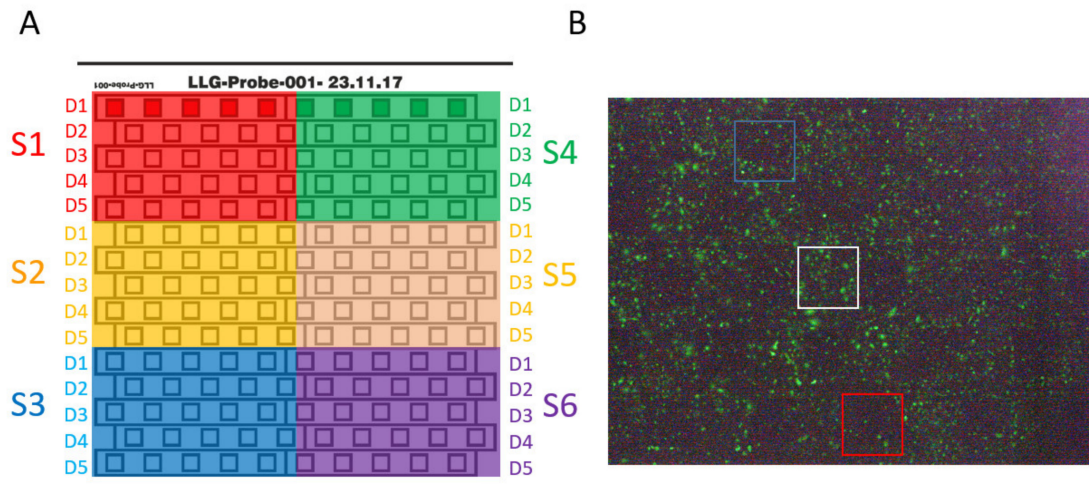 A
B
LLG-Probe-001
LLG-Probe-001- 23.11.17
S1
D1
D2
D3
D4
D5
S4
D1
D2
D3
D4
D5
S2
D1
D2
D3
D4
D5
S5
D1
D2
D3
D4
D5
S3
D1
D2
D3
D4
D5
S6
D1
D2
D3
D4
D5